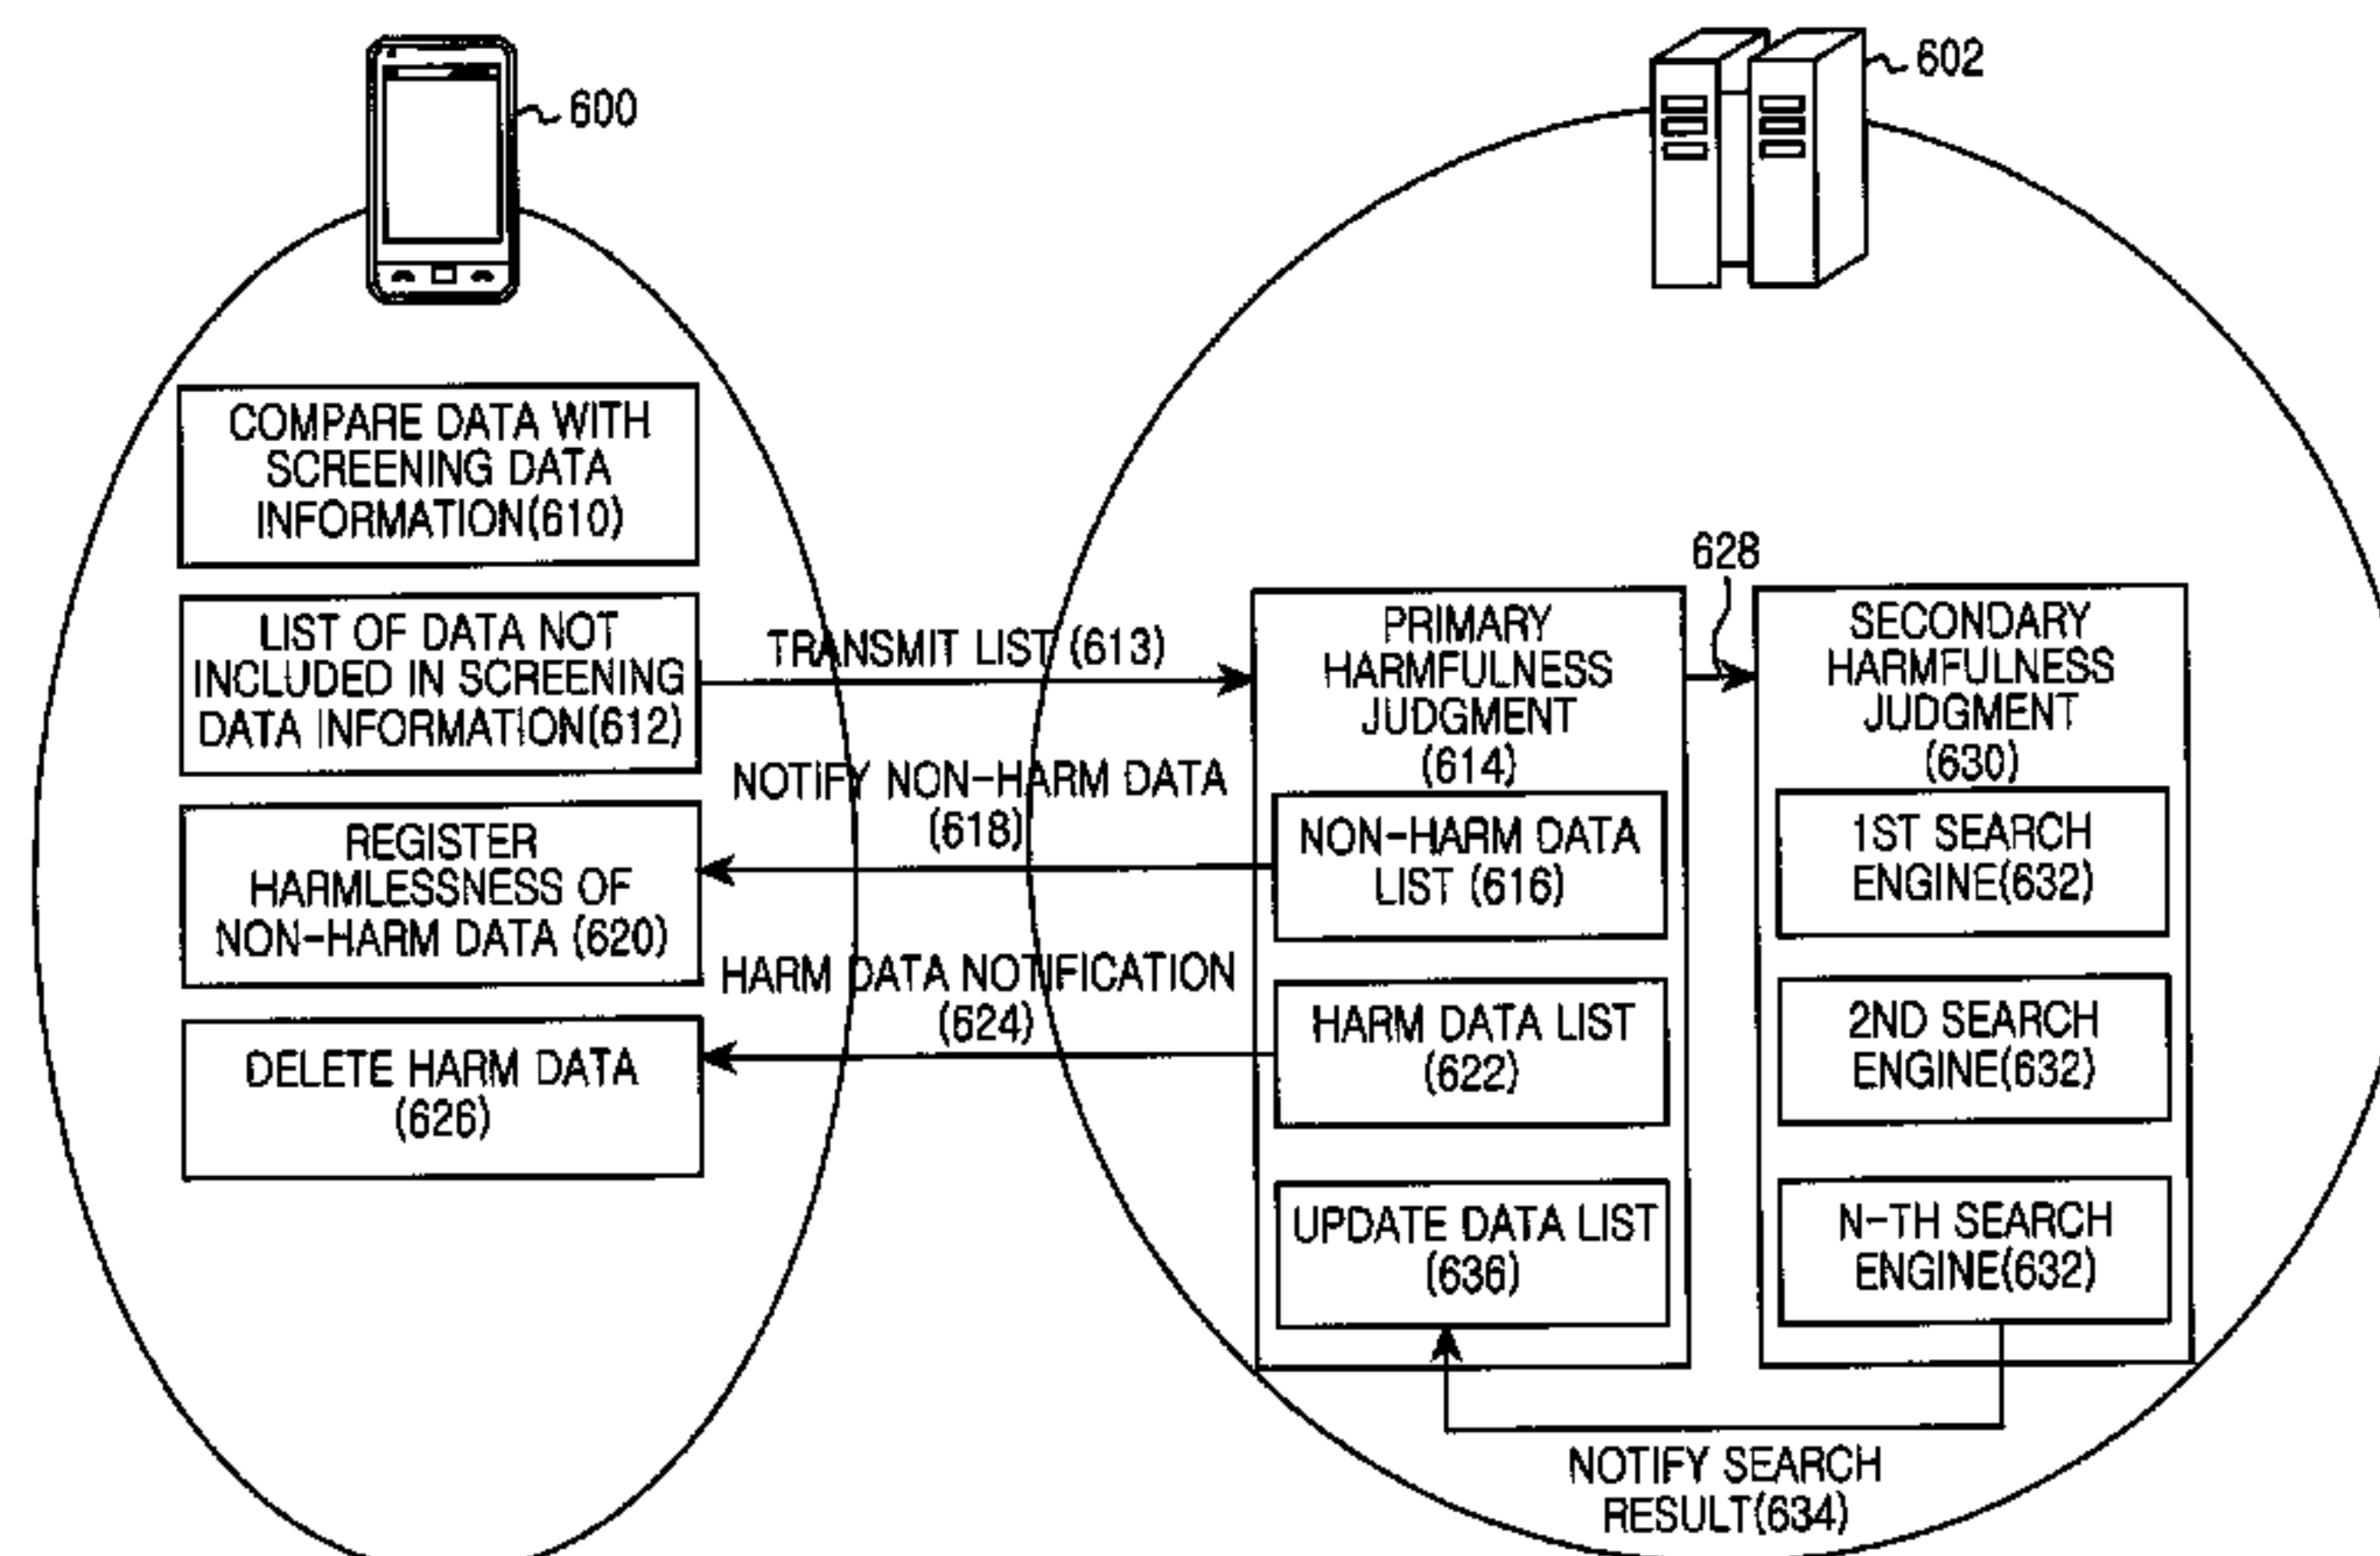 600
602
COMPARE DATA WITH
SCREENING DATA
INFORMATION(610)
LIST OF DATA NOT
INCLUDED IN SCREENING
DATA INFORMATION(612)
REGISTER
HARMLESSNESS OF
NON-HARM DATA (620)
DELETE HARM DATA
(626)
TRANSMIT LIST (613)
NOTIFY NON-HARM DATA
(618)
HARM DATA NOTIFICATION
(624)
PRIMARY
HARMFULNESS
JUDGMENT
(614)
NON-HARM DATA
LIST (616)
HARM DATA LIST
(622)
UPDATE DATA LIST
(636)
628
SECONDARY
HARMFULNESS
JUDGMENT
(630)
1ST SEARCH
ENGINE(632)
2ND SEARCH
ENGINE(632)
N-TH SEARCH
ENGINE(632)
NOTIFY SEARCH
RESULT(634)